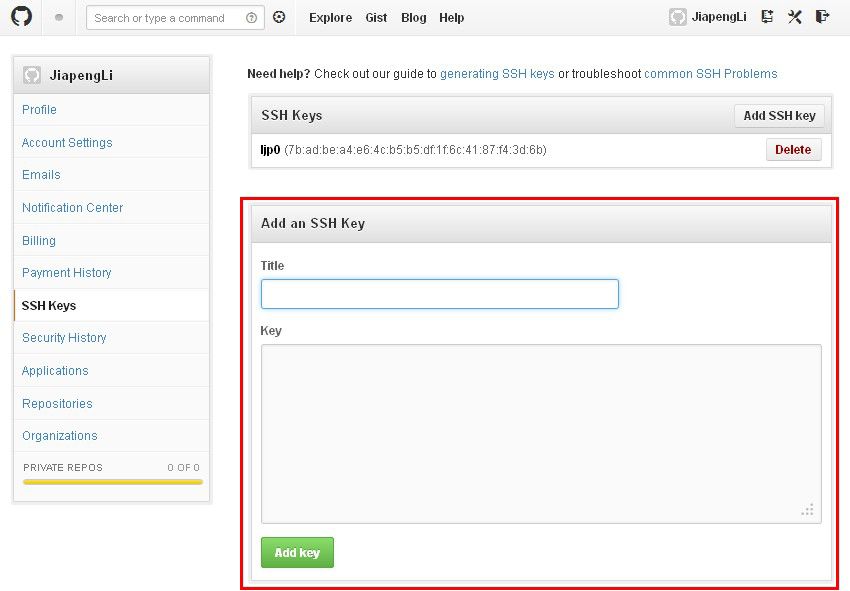 Search or type a command
Explore Gist Blog Help
JiapengLi
JiapengLi
Profile
Account Settings
Emails
Notification Center
Billing
Payment History
SSH Keys
Security History
Applications
Repositories
Organizations
PRIVATE REPOS 0 OF 0
Need help? Check out our guide to generating SSH keys or troubleshoot common SSH Problems
SSH Keys Add SSH key
ljp0 (7b:ad:be:a4:e6:4c:b5:b5:df:1f:6c:41:87:f4:3d:6b) Delete
Add an SSH Key
Title
Key
Add key